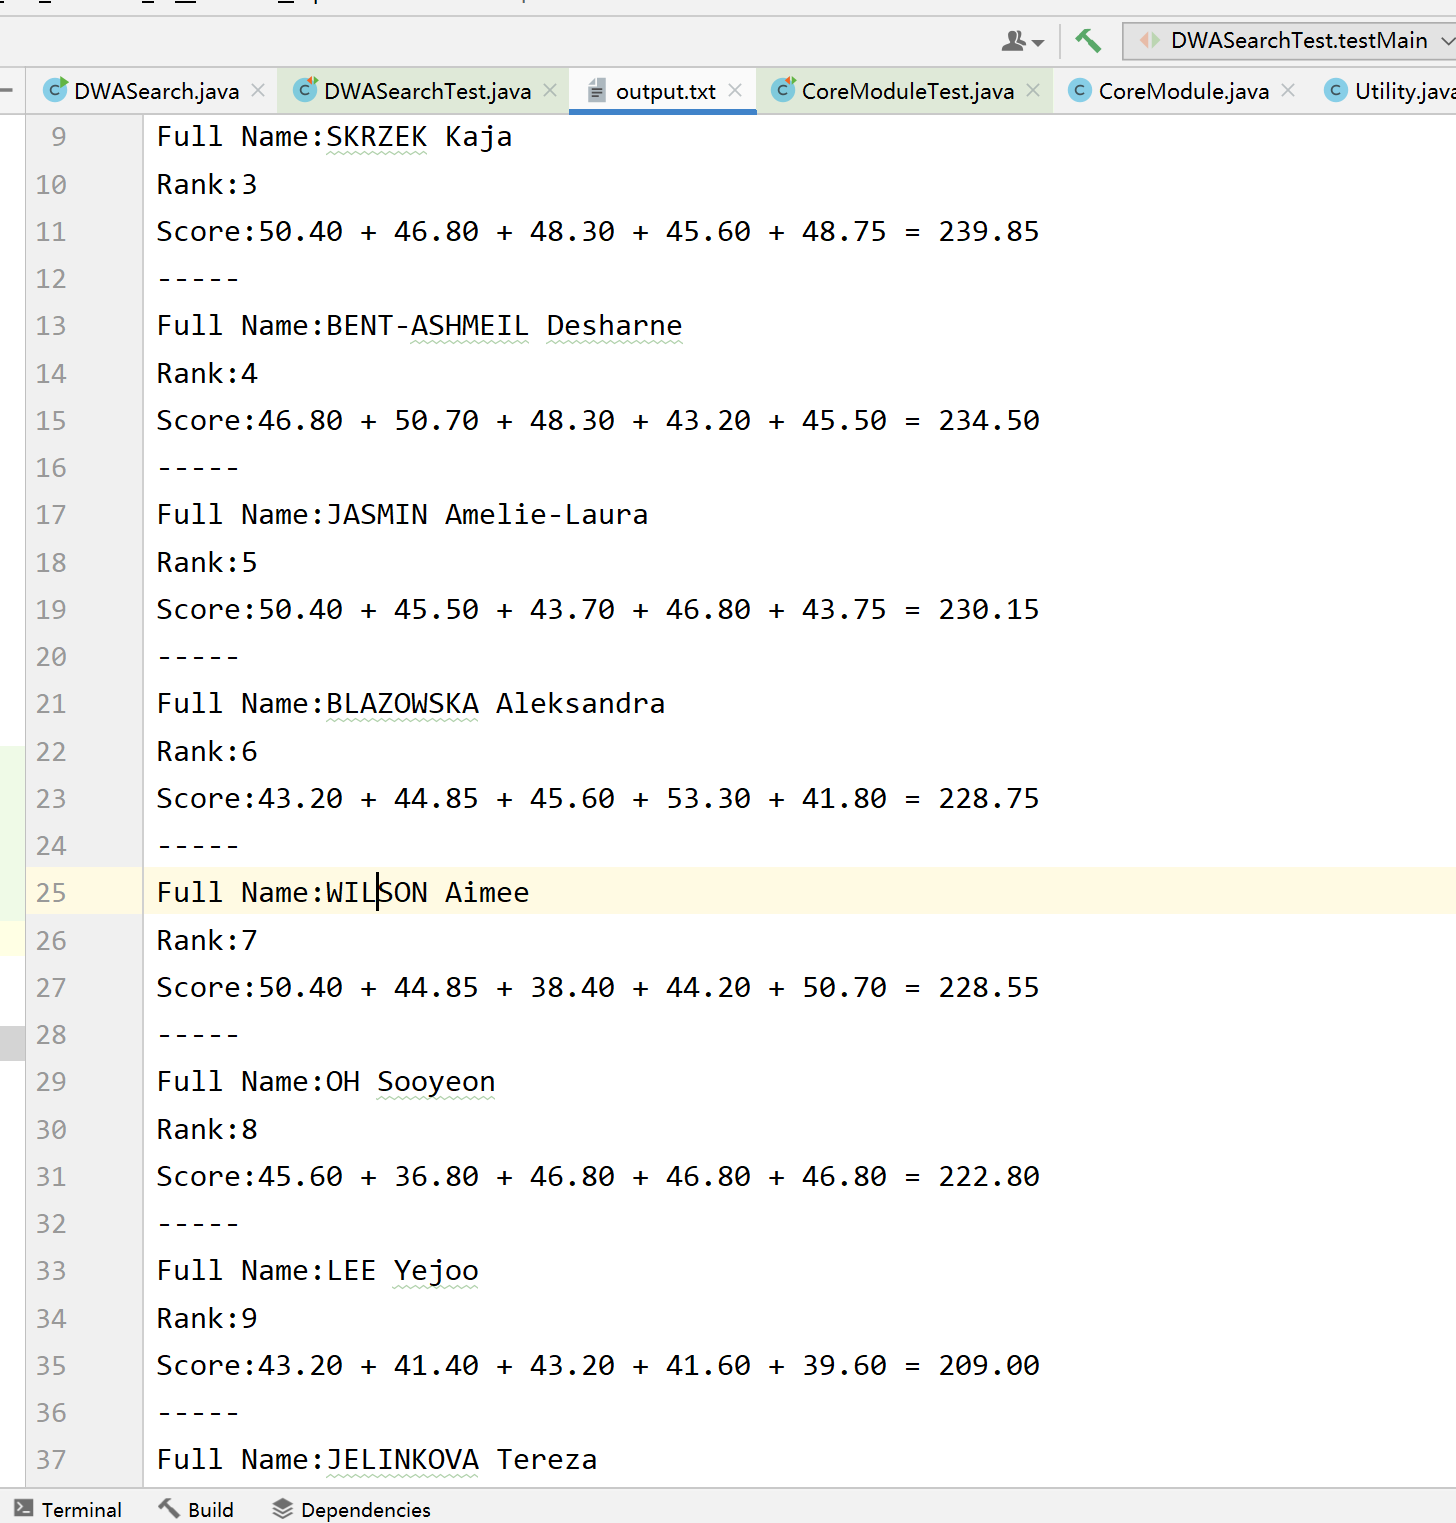 DWASearchTest.testMain
DWASearch.java DWASearchTest.java output.txt CoreModuleTest.java CoreModule.java Utility.java
9 Full Name:SKRZEK Kaja
10 Rank:3
11 Score:50.40 + 46.80 + 48.30 + 45.60 + 48.75 = 239.85
12 -----
13 Full Name:BENT-ASHMEIL Desharne
14 Rank:4
15 Score:46.80 + 50.70 + 48.30 + 43.20 + 45.50 = 234.50
16 -----
17 Full Name:JASMIN Amelie-Laura
18 Rank:5
19 Score:50.40 + 45.50 + 43.70 + 46.80 + 43.75 = 230.15
20 -----
21 Full Name:BLAZOWSKA Aleksandra
22 Rank:6
23 Score:43.20 + 44.85 + 45.60 + 53.30 + 41.80 = 228.75
24 -----
25 Full Name:WILSON Aimee
26 Rank:7
27 Score:50.40 + 44.85 + 38.40 + 44.20 + 50.70 = 228.55
28 -----
29 Full Name:OH Sooyeon
30 Rank:8
31 Score:45.60 + 36.80 + 46.80 + 46.80 + 46.80 = 222.80
32 -----
33 Full Name:LEE Yejoo
34 Rank:9
35 Score:43.20 + 41.40 + 43.20 + 41.60 + 39.60 = 209.00
36 -----
37 Full Name:JELINKOVA Tereza
Terminal Build Dependencies